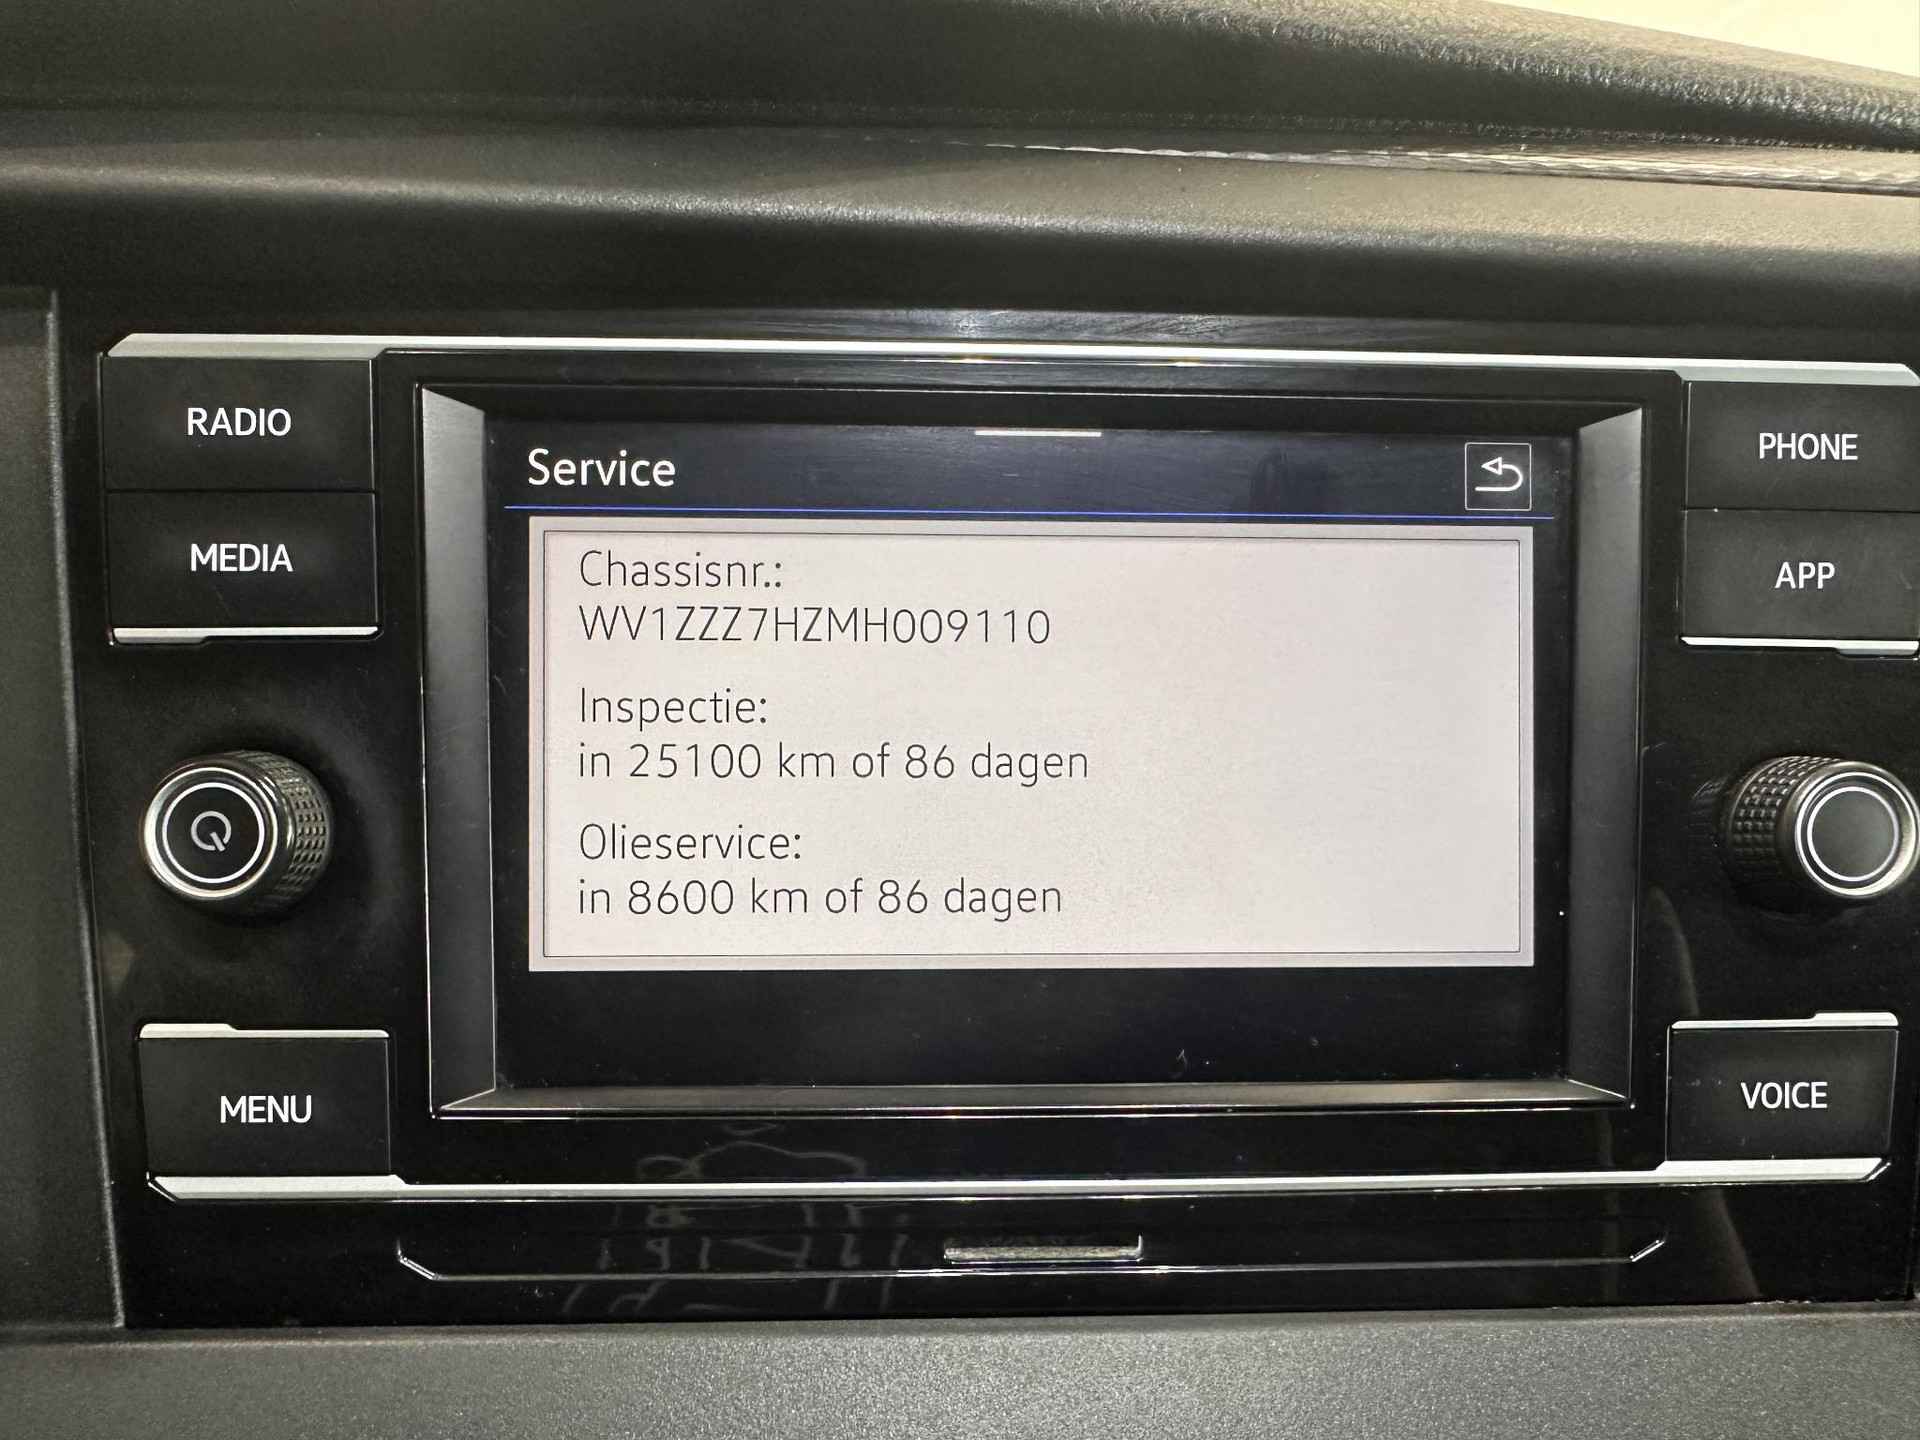 RADIO
MEDIA
MENU
Service
Chassisnr.:
WV1ZZZ7HZMH009110
Inspectie:
in 25100 km of 86 dagen
Olieservice:
in 8600 km of 86 dagen
PHONE
APP
VOICE